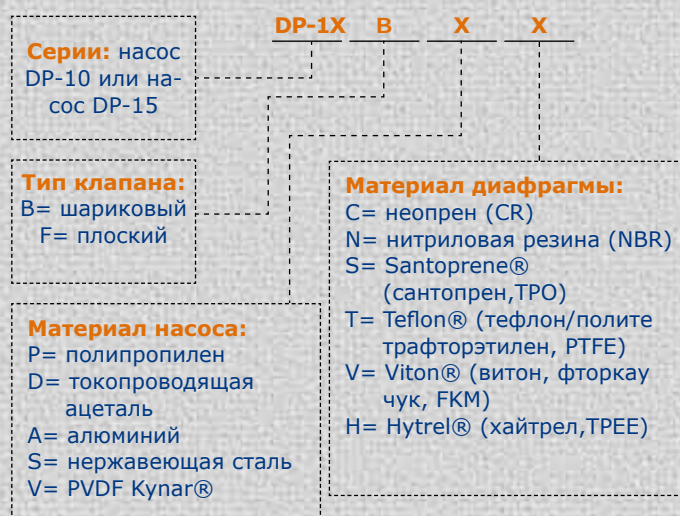 DP-1X B X X
Серии: насос
DP-10 или на-
сос DP-15
Тип клапана:
B= шариковый
F= плоский
Материал насоса:
P= полипропилен
D= токопроводящая
ацеталь
A= алюминий
S= нержавеющая сталь
V= PVDF Kynar®
Материал диафрагмы:
C= неопрен (CR)
N= нитриловая резина (NBR)
S= Santoprene®
(сантопрен,TPO)
T= Teflon® (тефлон/полите
трафторэтилен, PTFE)
V= Viton® (витон, фторкау
чук, FKM)
H= Hytrel® (хайтрел,TPEE)